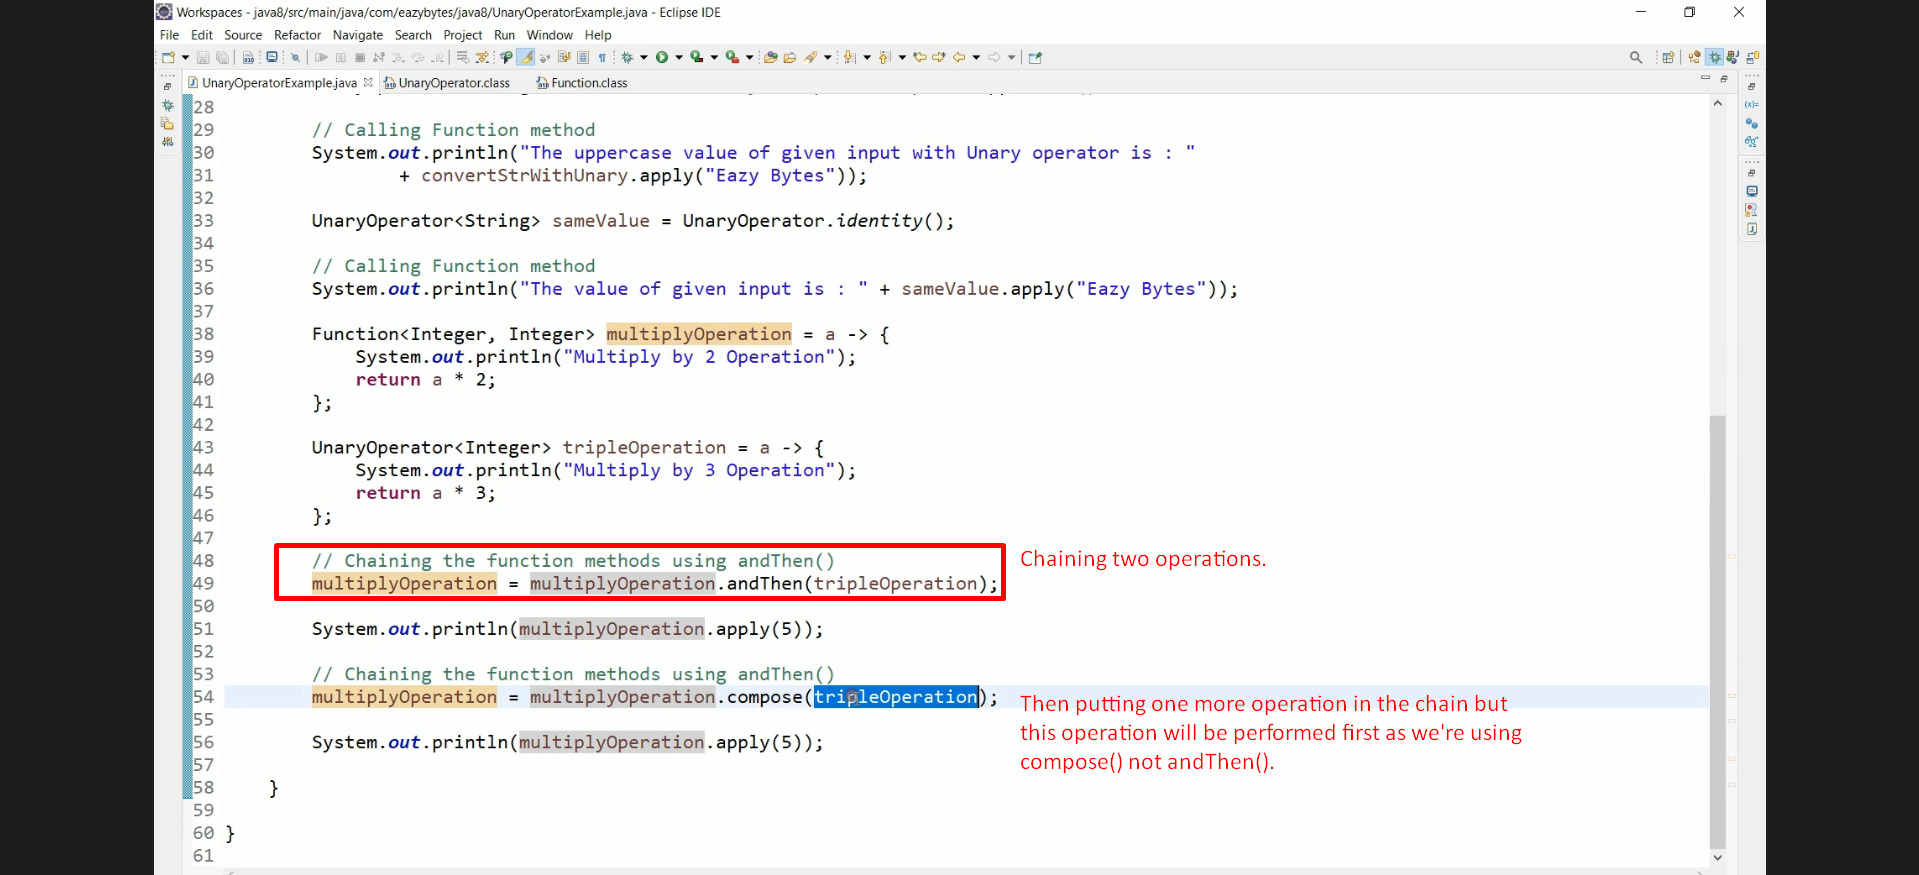 Workspaces - java8/src/main/java/com/eazybytes/java8/UnaryOperatorExample.java - Eclipse IDE
File Edit Source Refactor Navigate Search Project Run Window Help
UnaryOperatorExample.java UnaryOperator.class Function.class
28
29 // Calling Function method
30 System.out.println("The uppercase value of given input with Unary operator is : "
31 + convertStrWithUnary.apply("Eazy Bytes"));
32
33 UnaryOperator<String> sameValue = UnaryOperator.identity();
34
35 // Calling Function method
36 System.out.println("The value of given input is : " + sameValue.apply("Eazy Bytes"));
37
38 Function<Integer, Integer> multiplyOperation = a -> {
39 System.out.println("Multiply by 2 Operation");
40 return a * 2;
41 };
42
43 UnaryOperator<Integer> tripleOperation = a -> {
44 System.out.println("Multiply by 3 Operation");
45 return a * 3;
46 };
47
48 // Chaining the function methods using andThen()
49 multiplyOperation = multiplyOperation.andThen(tripleOperation);
Chaining two operations.
50
51 System.out.println(multiplyOperation.apply(5));
52
53 // Chaining the function methods using andThen()
54 multiplyOperation = multiplyOperation.compose(tripleOperation);
Then putting one more operation in the chain but
this operation will be performed first as we're using
compose() not andThen().
55
56 System.out.println(multiplyOperation.apply(5));
57
58 }
59
60 }
61